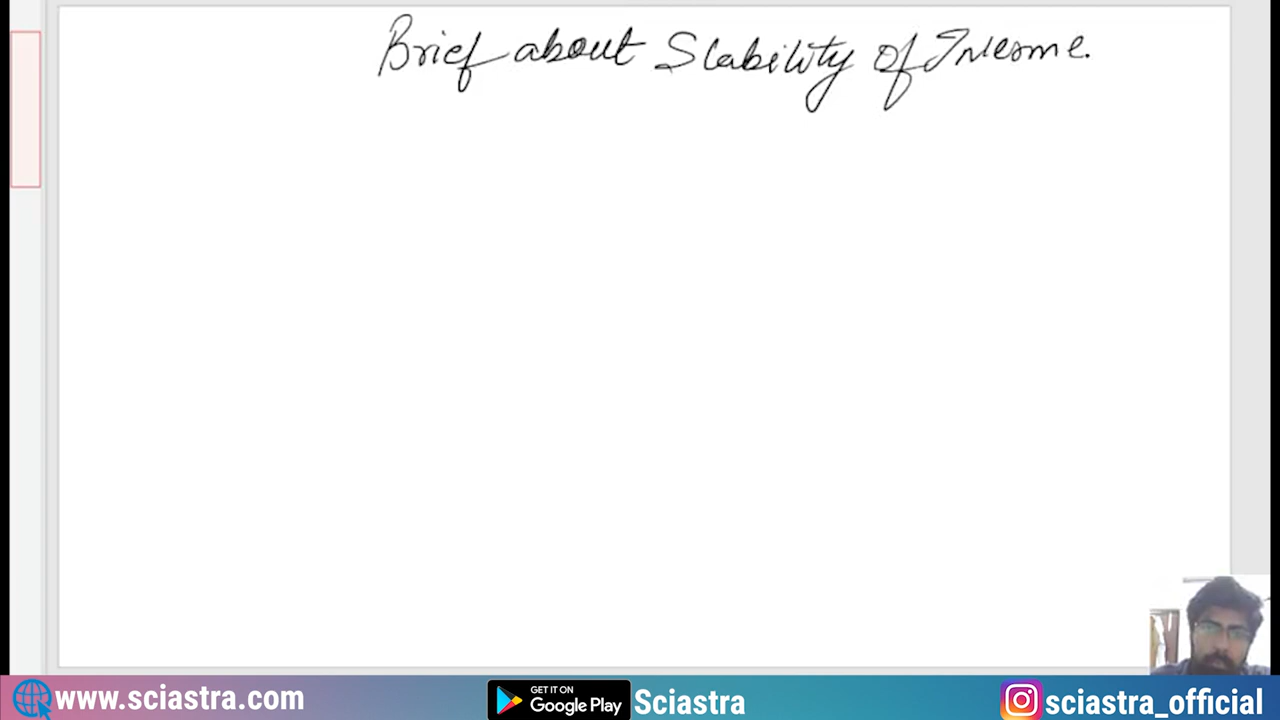 Brief about Stability of Income.
www.sciastra.com
GET IT ON
Google Play
Sciastra
sciastra_official